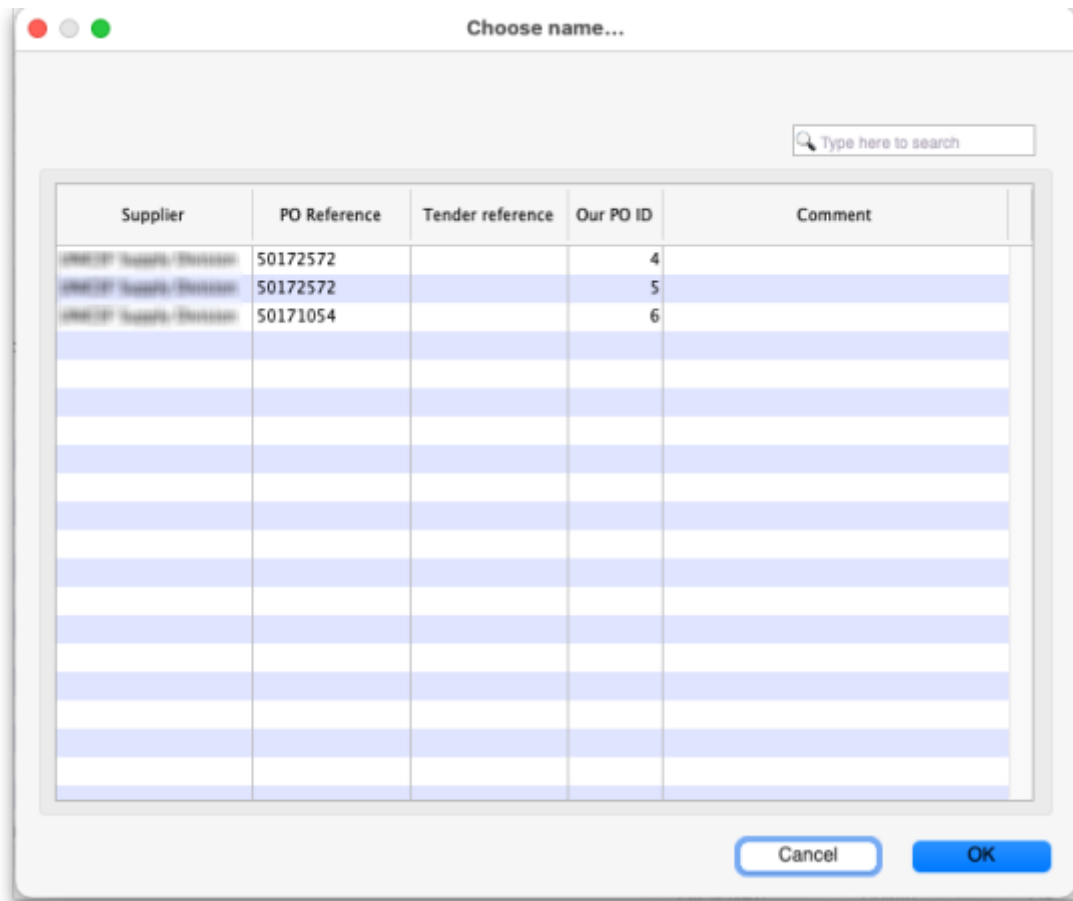 Choose name...
Type here to search
Supplier PO Reference Tender reference Our PO ID Comment
50172572 4
50172572 5
50171054 6
Cancel OK